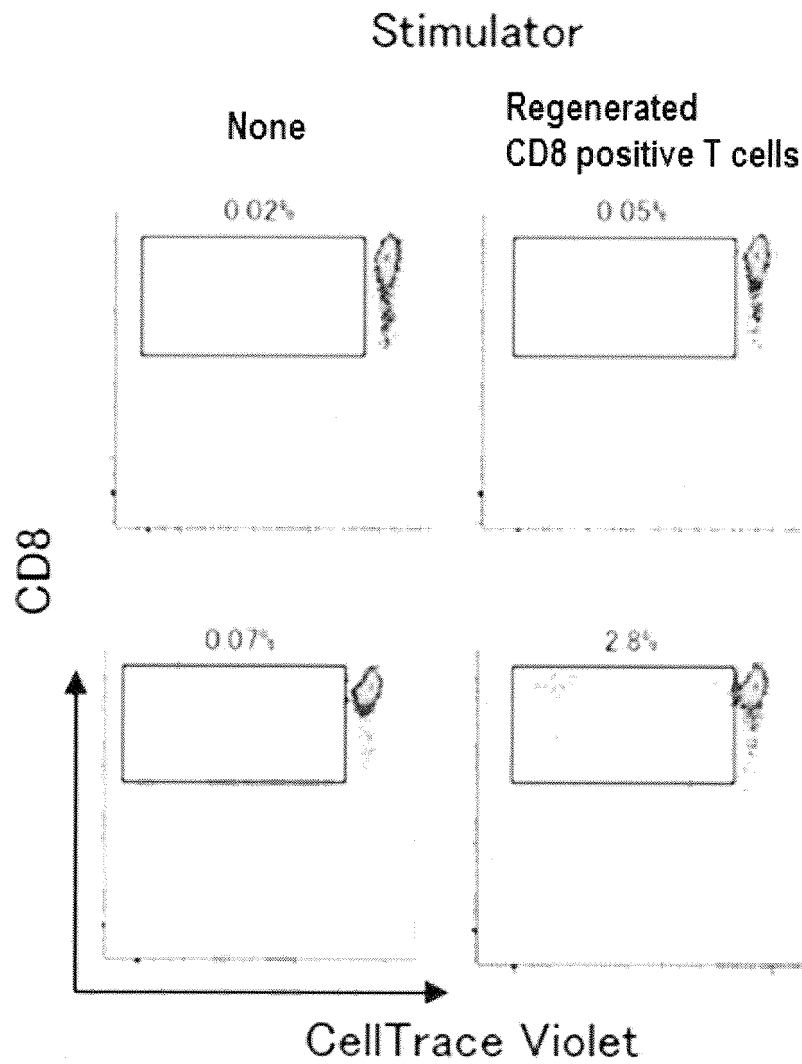 Stimulator
None
Regenerated
CD8 positive T cells
0.02%
0.05%
CD8
0.07%
2.8%
CellTrace Violet